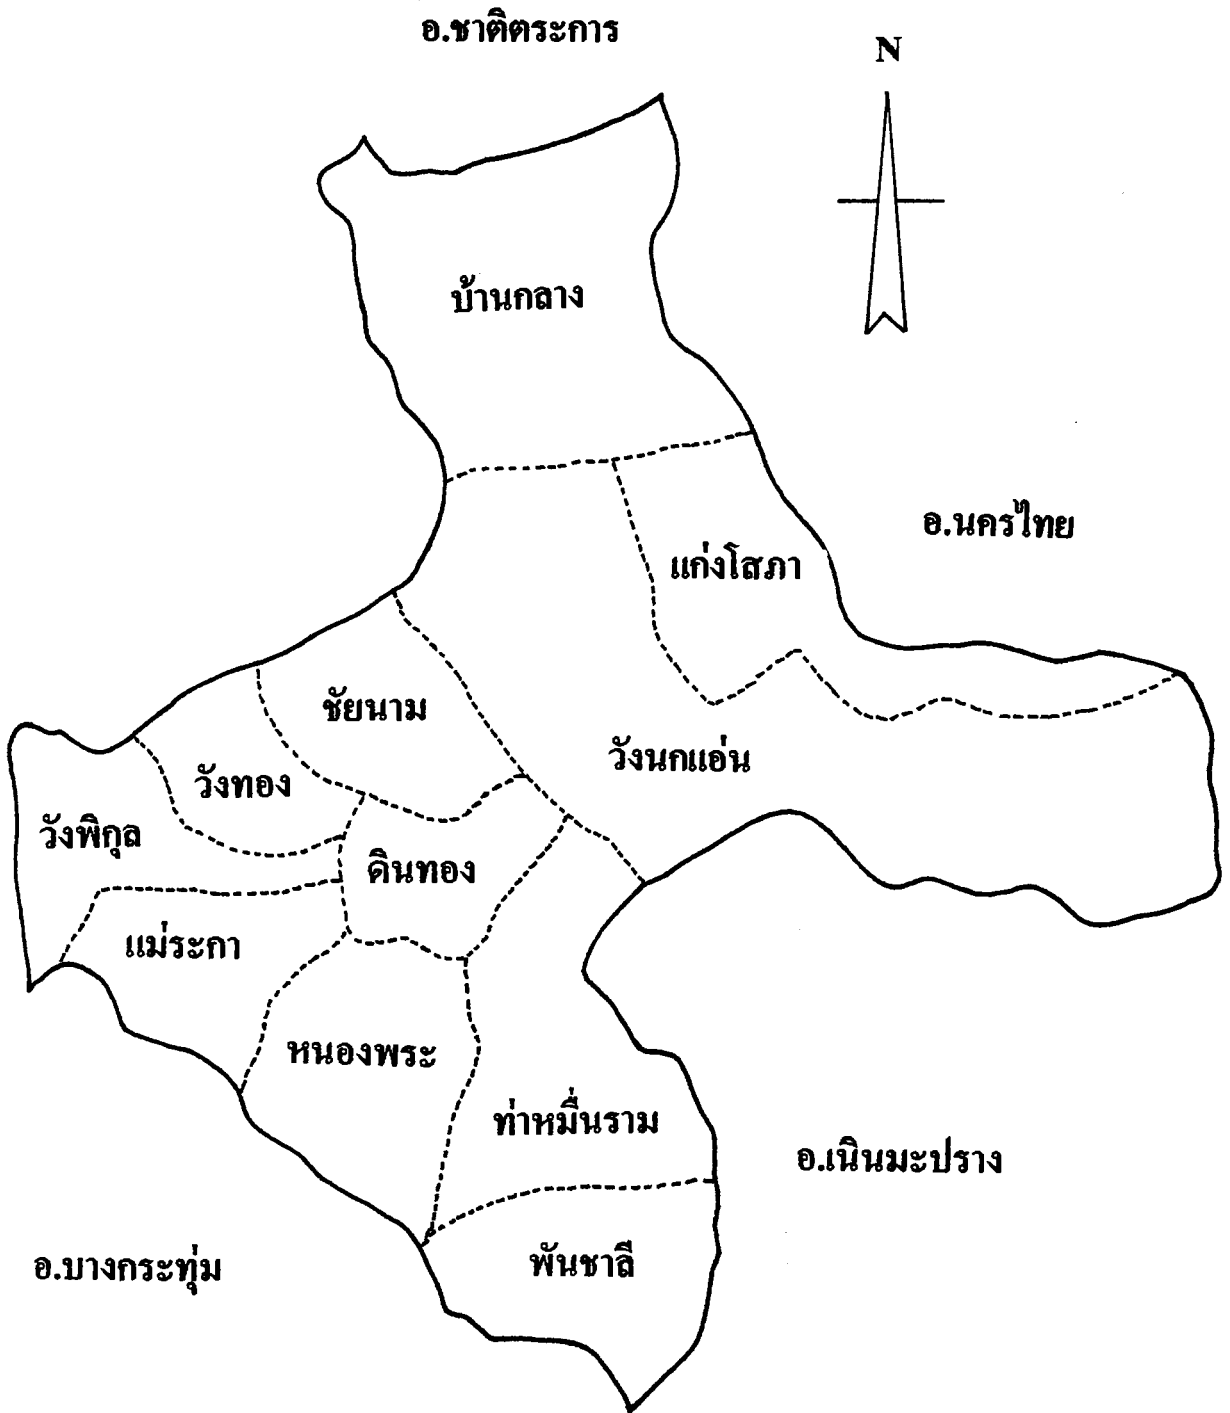 อ.ชาติตระการ
N
บ้านกลาง
อ.นครไทย
แก่งโสภา
ชัยนาม
วังนกแอ่น
วังทอง
วังพิกุล
ดินทอง
แม่ระกา
หนองพระ
ท่าหมื่นราม
อ.เนินมะปราง
พันชาลี
อ.บางกระทุ่ม